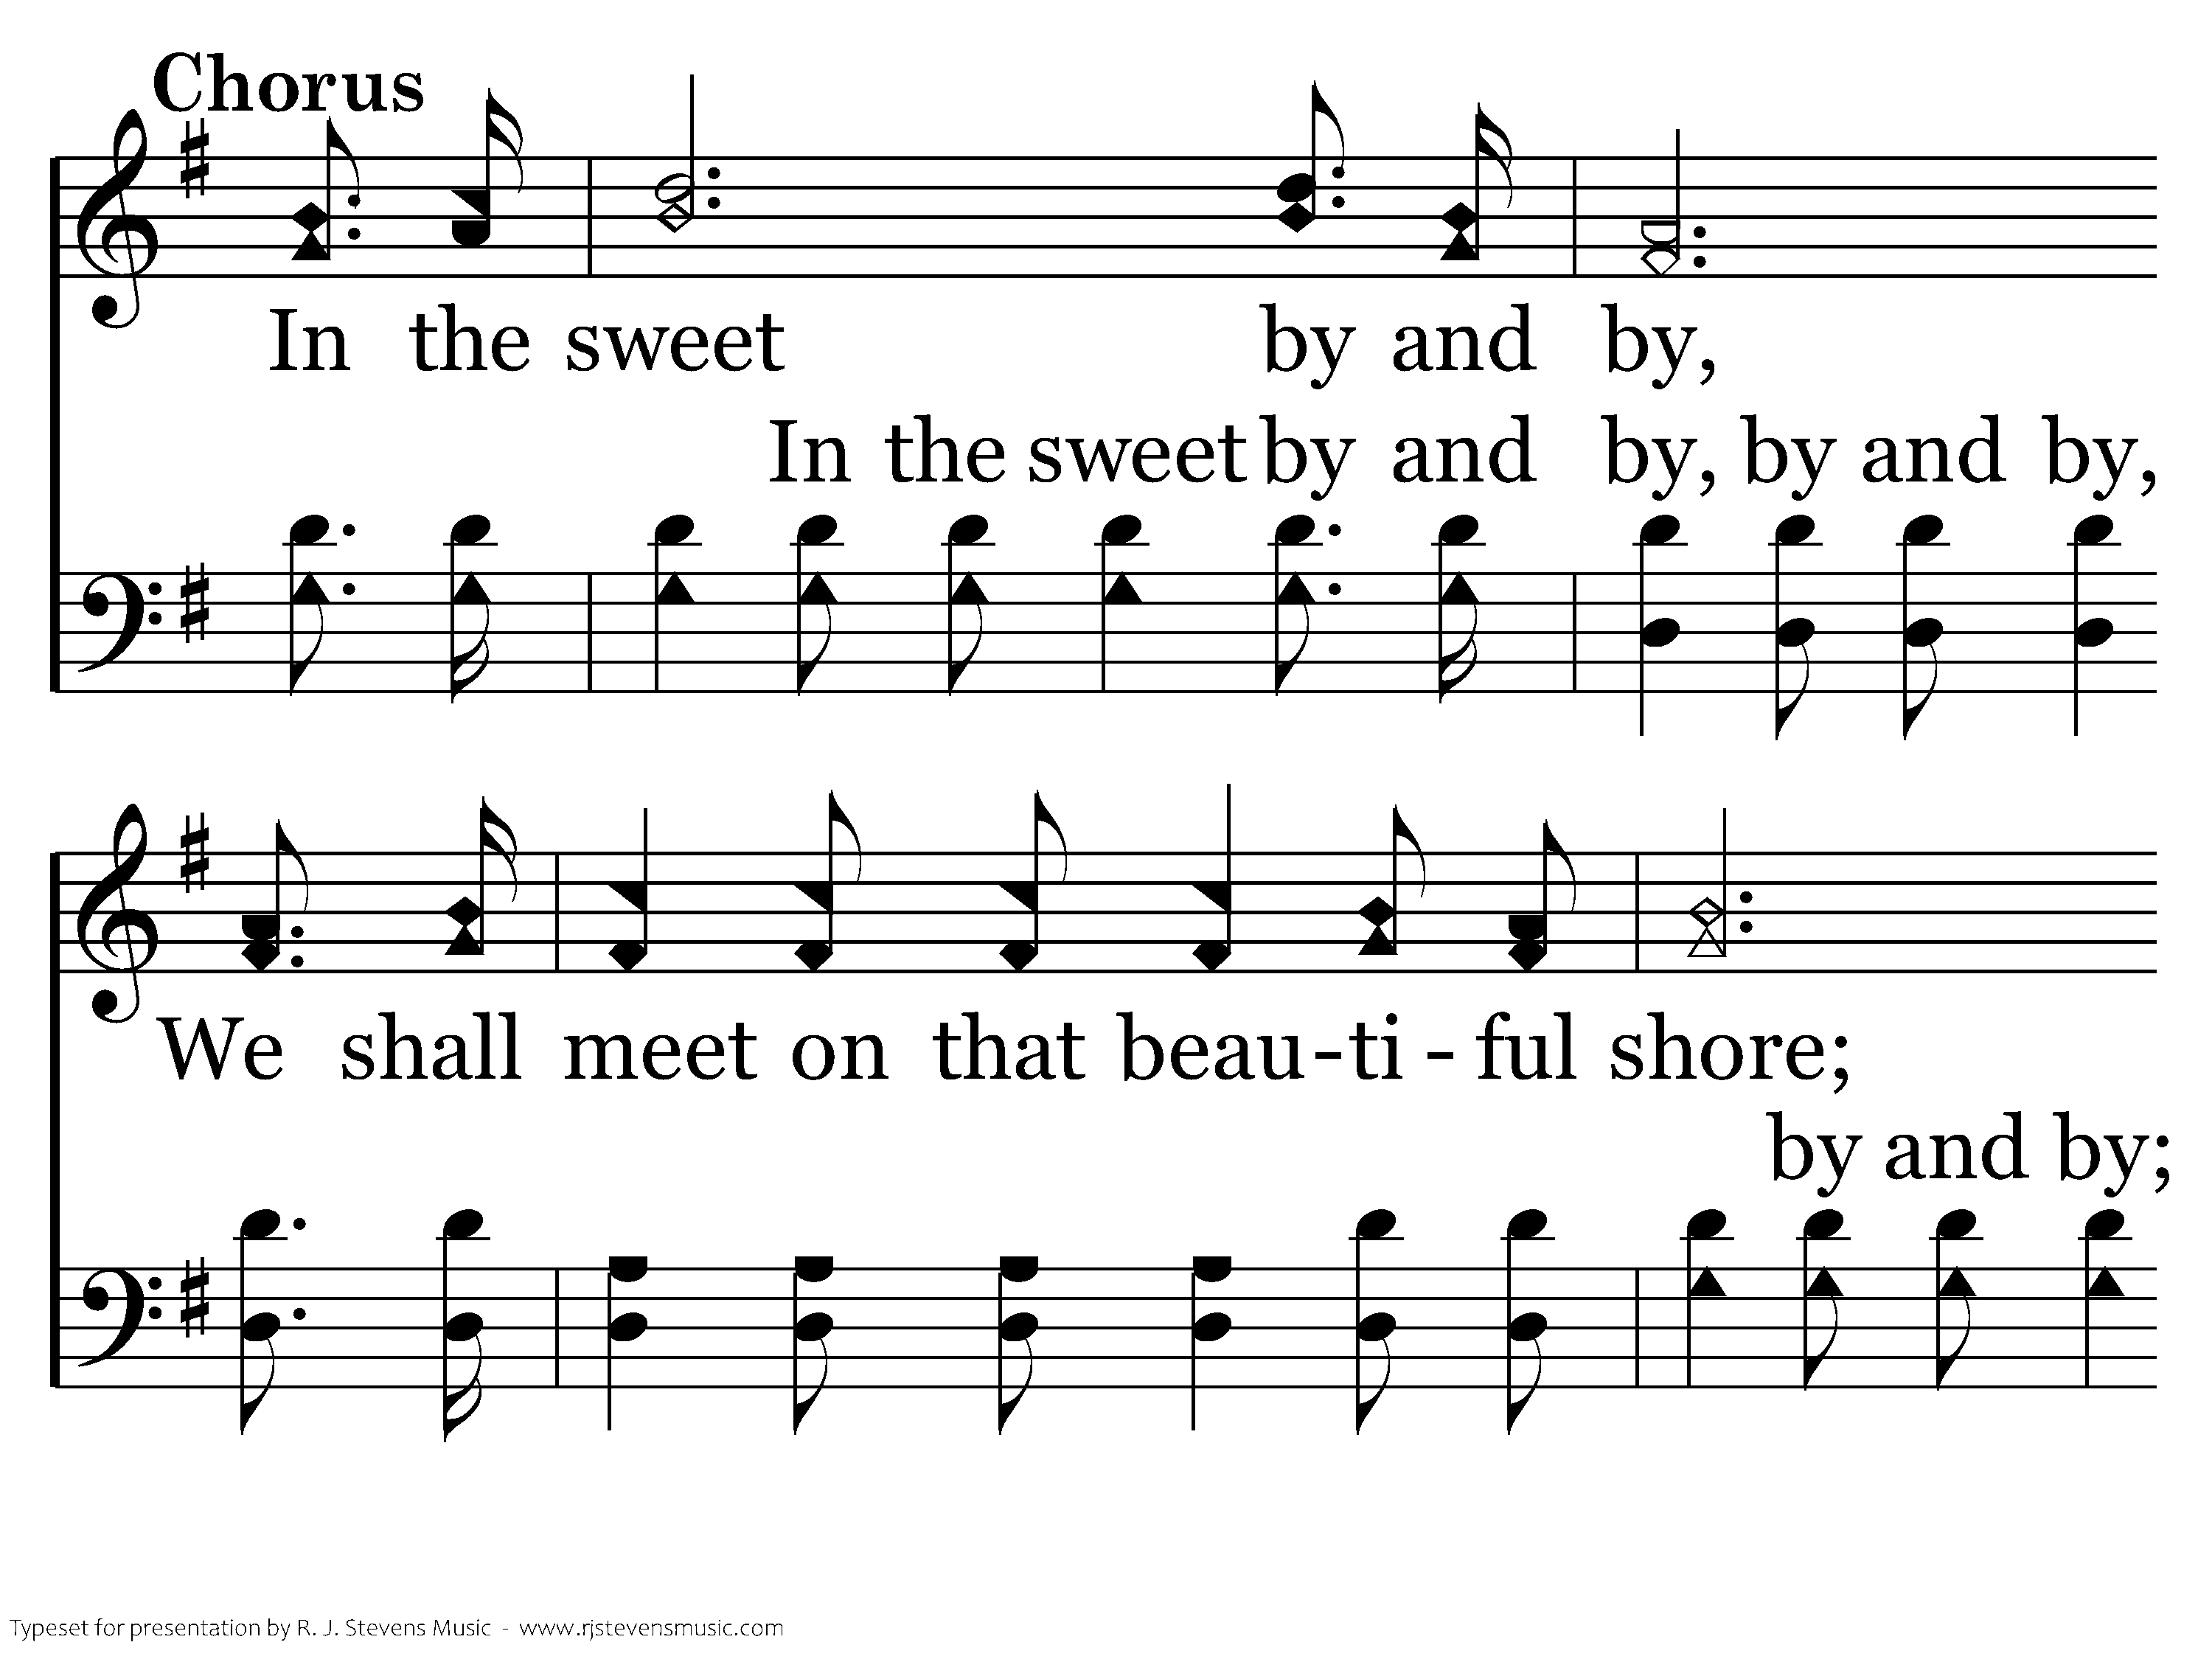 Chorus
In the sweet by and by,
In the sweet by and by, by and by,
We shall meet on that beau-ti - ful shore;
by and by;
Typeset for presentation by R. J. Stevens Music - www.rjstevensmusic.com